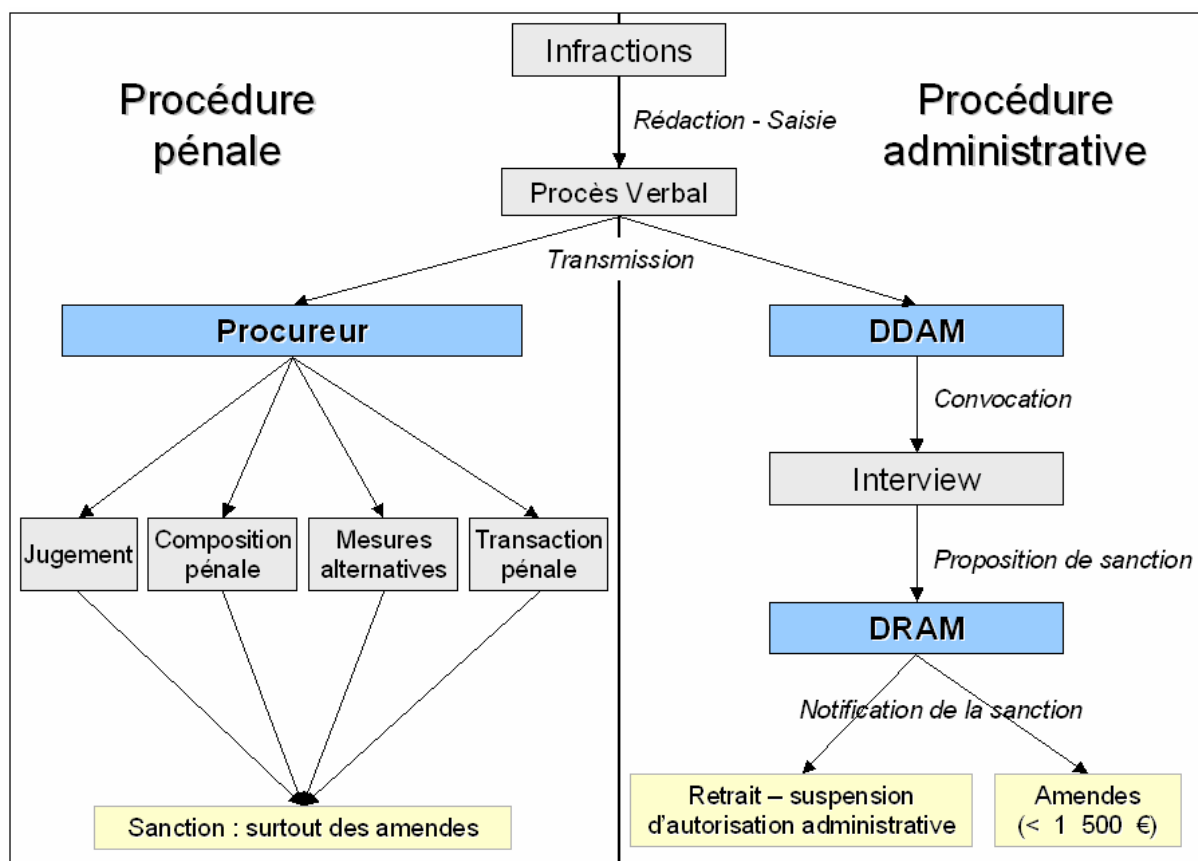 Infractions
Procédure
pénale
Procédure
administrative
Rédaction - Saisie
Procès Verbal
Transmission
Procureur
DDAM
Convocation
Interview
Jugement
Composition
pénale
Mesures
alternatives
Transaction
pénale
Proposition de sanction
DRAM
Notification de la sanction
Sanction : surtout des amendes
Retrait – suspension
d'autorisation administrative
Amendes
(< 1 500 €)